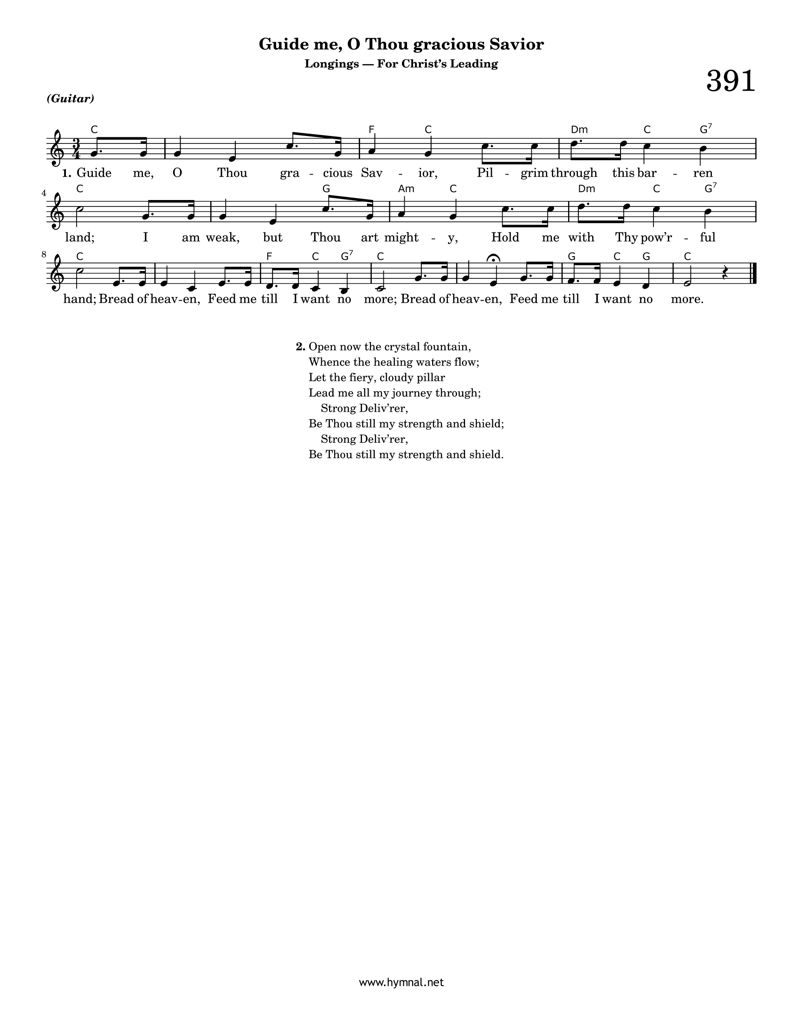 Guide me, O Thou gracious Savior
Longings — For Christ's Leading
391
(Guitar)
C F C Dm C G7
3
4
1. Guide me, O Thou gra - cious Sav - ior, Pil - grim through this bar - ren
4
C G Am C Dm C G7
land; I am weak, but Thou art might - y, Hold me with Thy pow'r - ful
8
C F C G7 C G C G C
hand; Bread of heav-en, Feed me till I want no more; Bread of heav-en, Feed me till I want no more.
2. Open now the crystal fountain,
Whence the healing waters flow;
Let the fiery, cloudy pillar
Lead me all my journey through;
Strong Deliv'rer,
Be Thou still my strength and shield;
Strong Deliv'rer,
Be Thou still my strength and shield.
www.hymnal.net